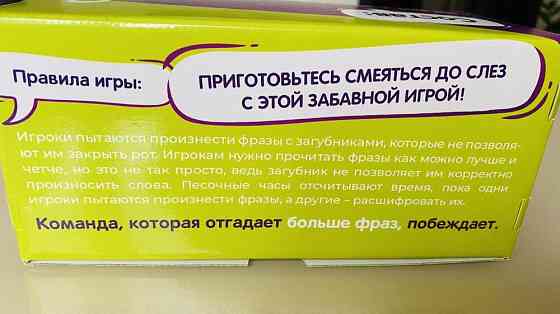 Правила игры:
ПРИГОТОВЬТЕСЬ СМЕЯТЬСЯ ДО СЛЕЗ
С ЭТОЙ ЗАБАВНОЙ ИГРОЙ!
Игроки пытаются произнести фразы с загубниками, которые не позволя-
ют им закрыть рот. Игрокам нужно прочитать фразы как можно лучше и
четче, но это не так просто, ведь загубник не позволяет им корректно
произносить слова. Песочные часы отсчитывают время, пока одни
игроки пытаются произнести фразы, а другие – расшифровать их.
Команда, которая отгадает больше фраз, побеждает.